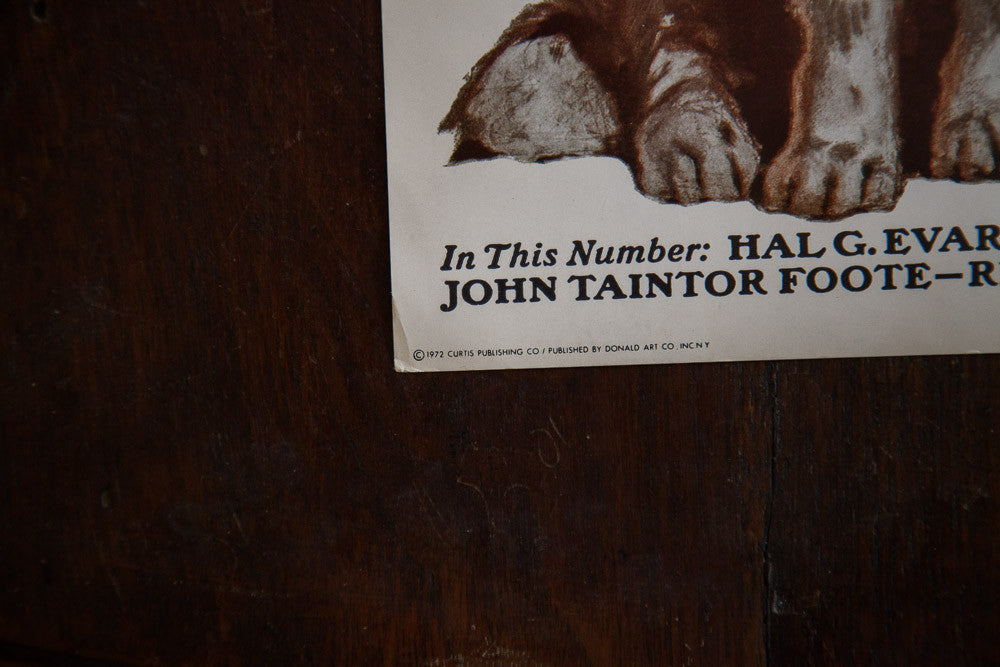 In This Number: HAL G. EVAR
JOHN TAINTOR FOOTE—R
© 1972 CURTIS PUBLISHING CO / PUBLISHED BY DONALD ART CO. INC N Y